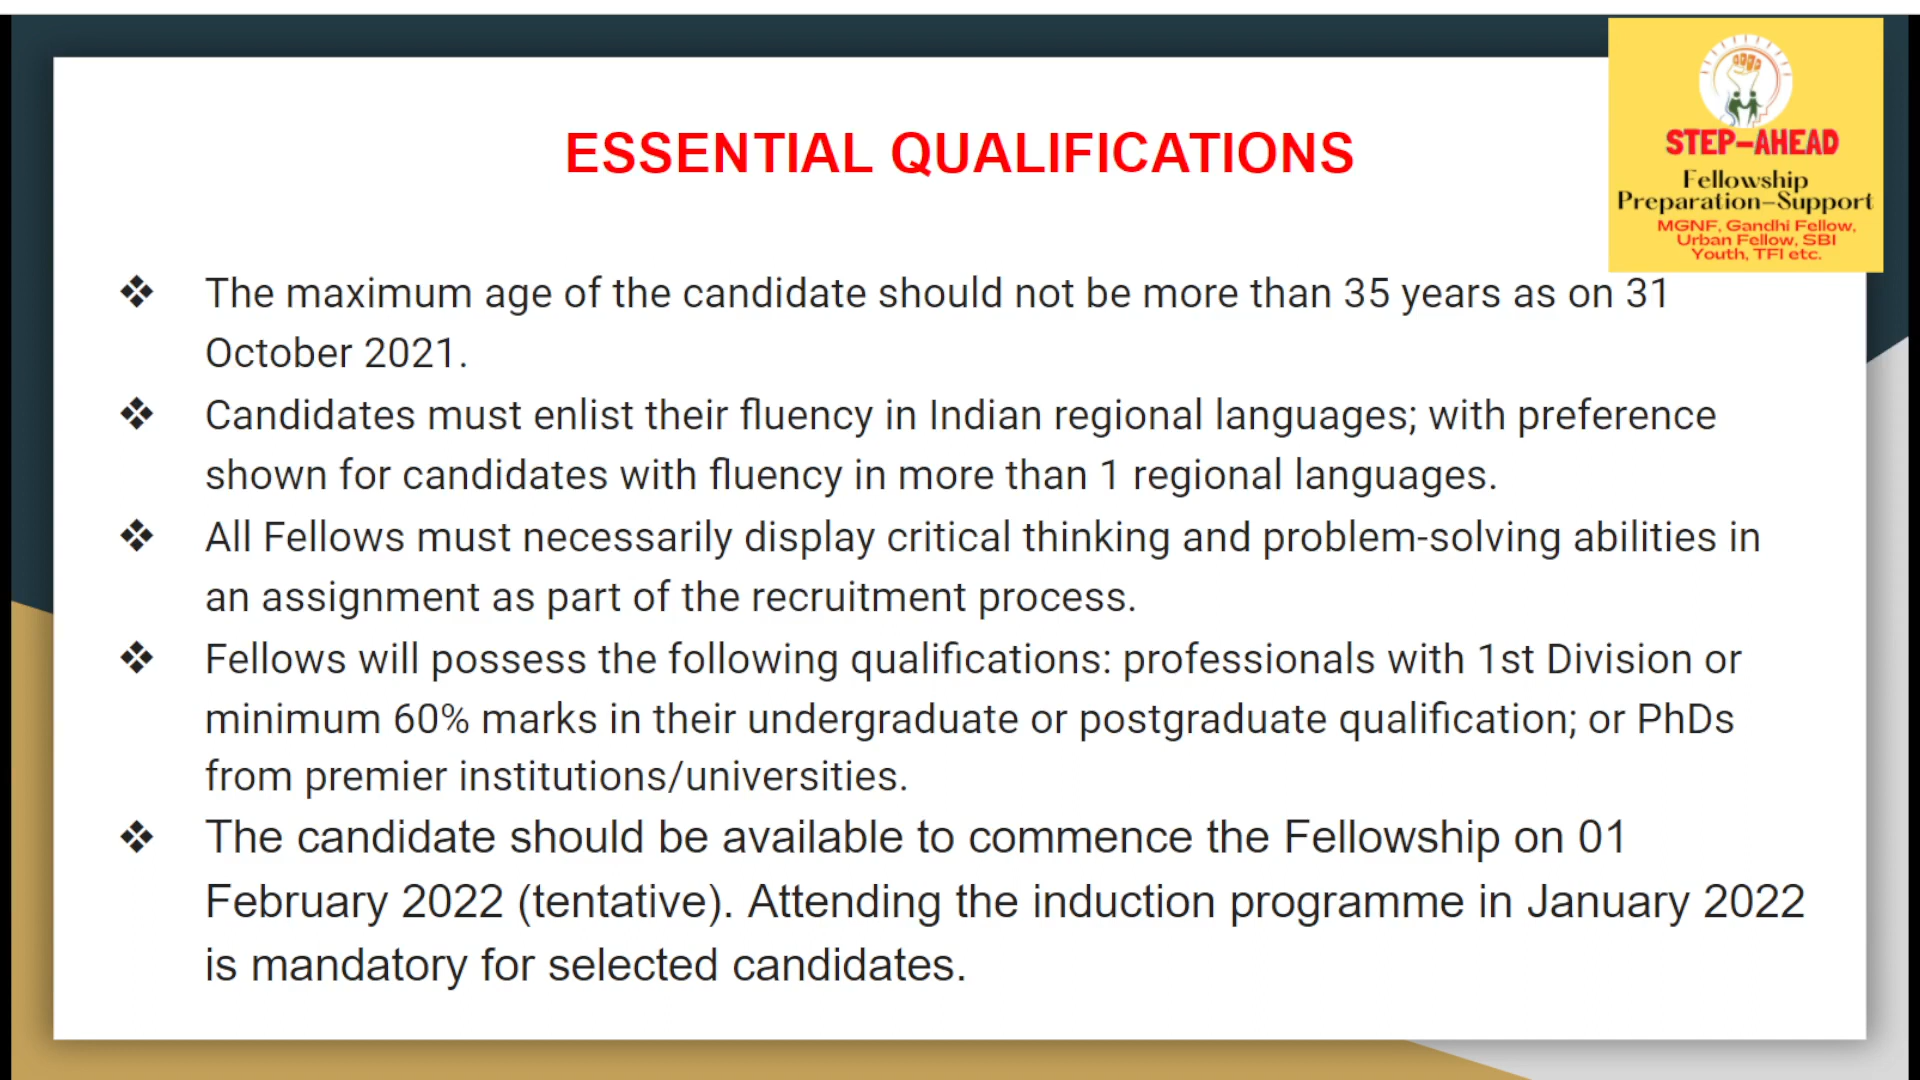 ESSENTIAL QUALIFICATIONS
STEP-AHEAD
Fellowship
Preparation-Support
MGNF, Gandhi Fellow,
Urban Fellow, SBI
Youth, TFI etc.
❖ The maximum age of the candidate should not be more than 35 years as on 31
October 2021.
❖ Candidates must enlist their fluency in Indian regional languages; with preference
shown for candidates with fluency in more than 1 regional languages.
❖ All Fellows must necessarily display critical thinking and problem-solving abilities in
an assignment as part of the recruitment process.
❖ Fellows will possess the following qualifications: professionals with 1st Division or
minimum 60% marks in their undergraduate or postgraduate qualification; or PhDs
from premier institutions/universities.
❖ The candidate should be available to commence the Fellowship on 01
February 2022 (tentative). Attending the induction programme in January 2022
is mandatory for selected candidates.